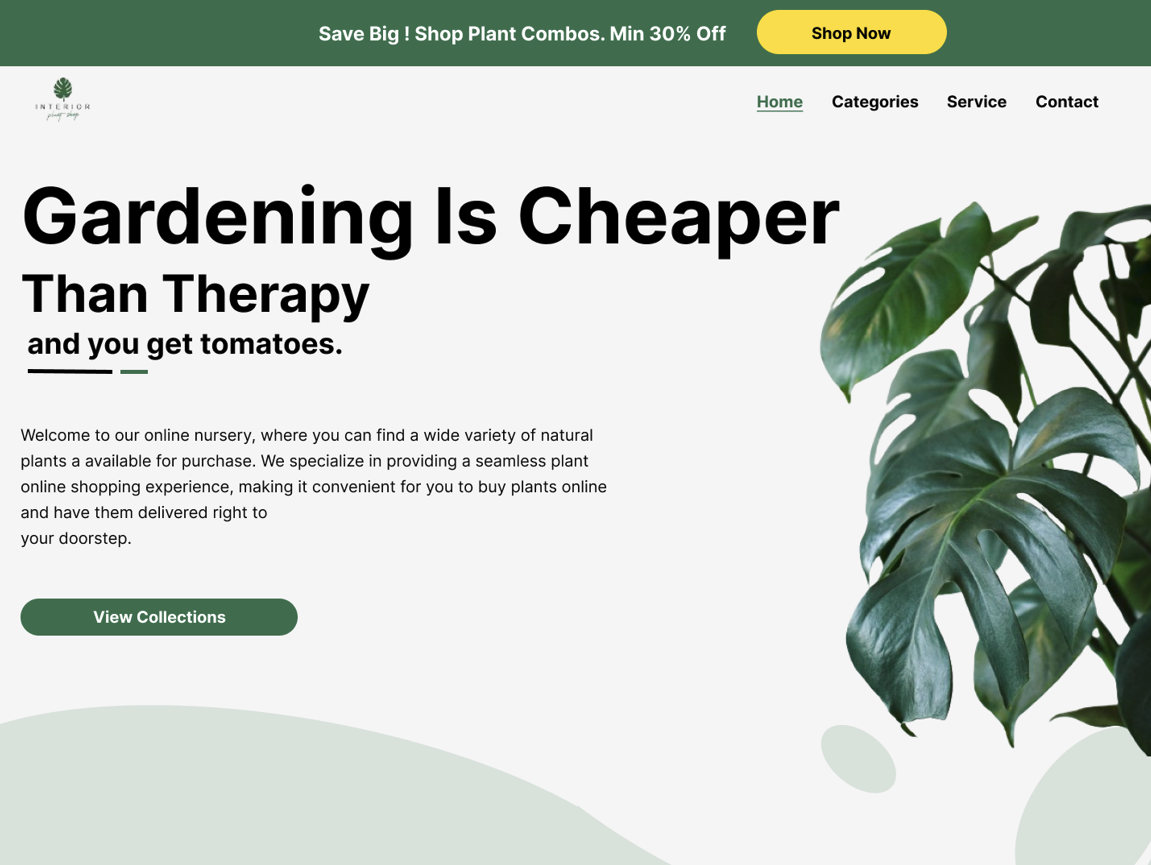 Save Big ! Shop Plant Combos. Min 30% Off
Shop Now
INTERIOR
plant shop
Home
Categories
Service
Contact
Gardening Is Cheaper
Than Therapy
and you get tomatoes.
Welcome to our online nursery, where you can find a wide variety of natural
plants a available for purchase. We specialize in providing a seamless plant
online shopping experience, making it convenient for you to buy plants online
and have them delivered right to
your doorstep.
View Collections